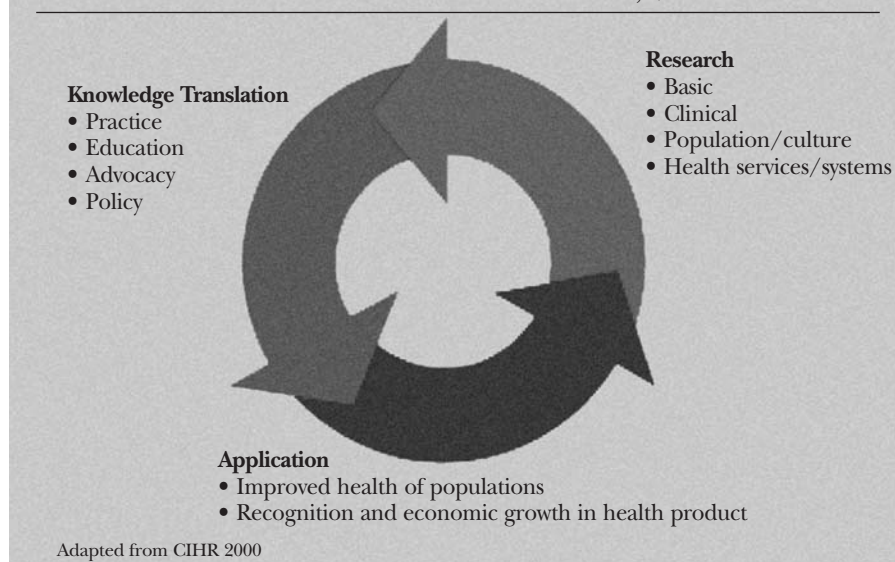 Knowledge Translation
• Practice
• Education
• Advocacy
• Policy
Research
• Basic
• Clinical
• Population/culture
• Health services/systems
Application
• Improved health of populations
• Recognition and economic growth in health product
Adapted from CIHR 2000